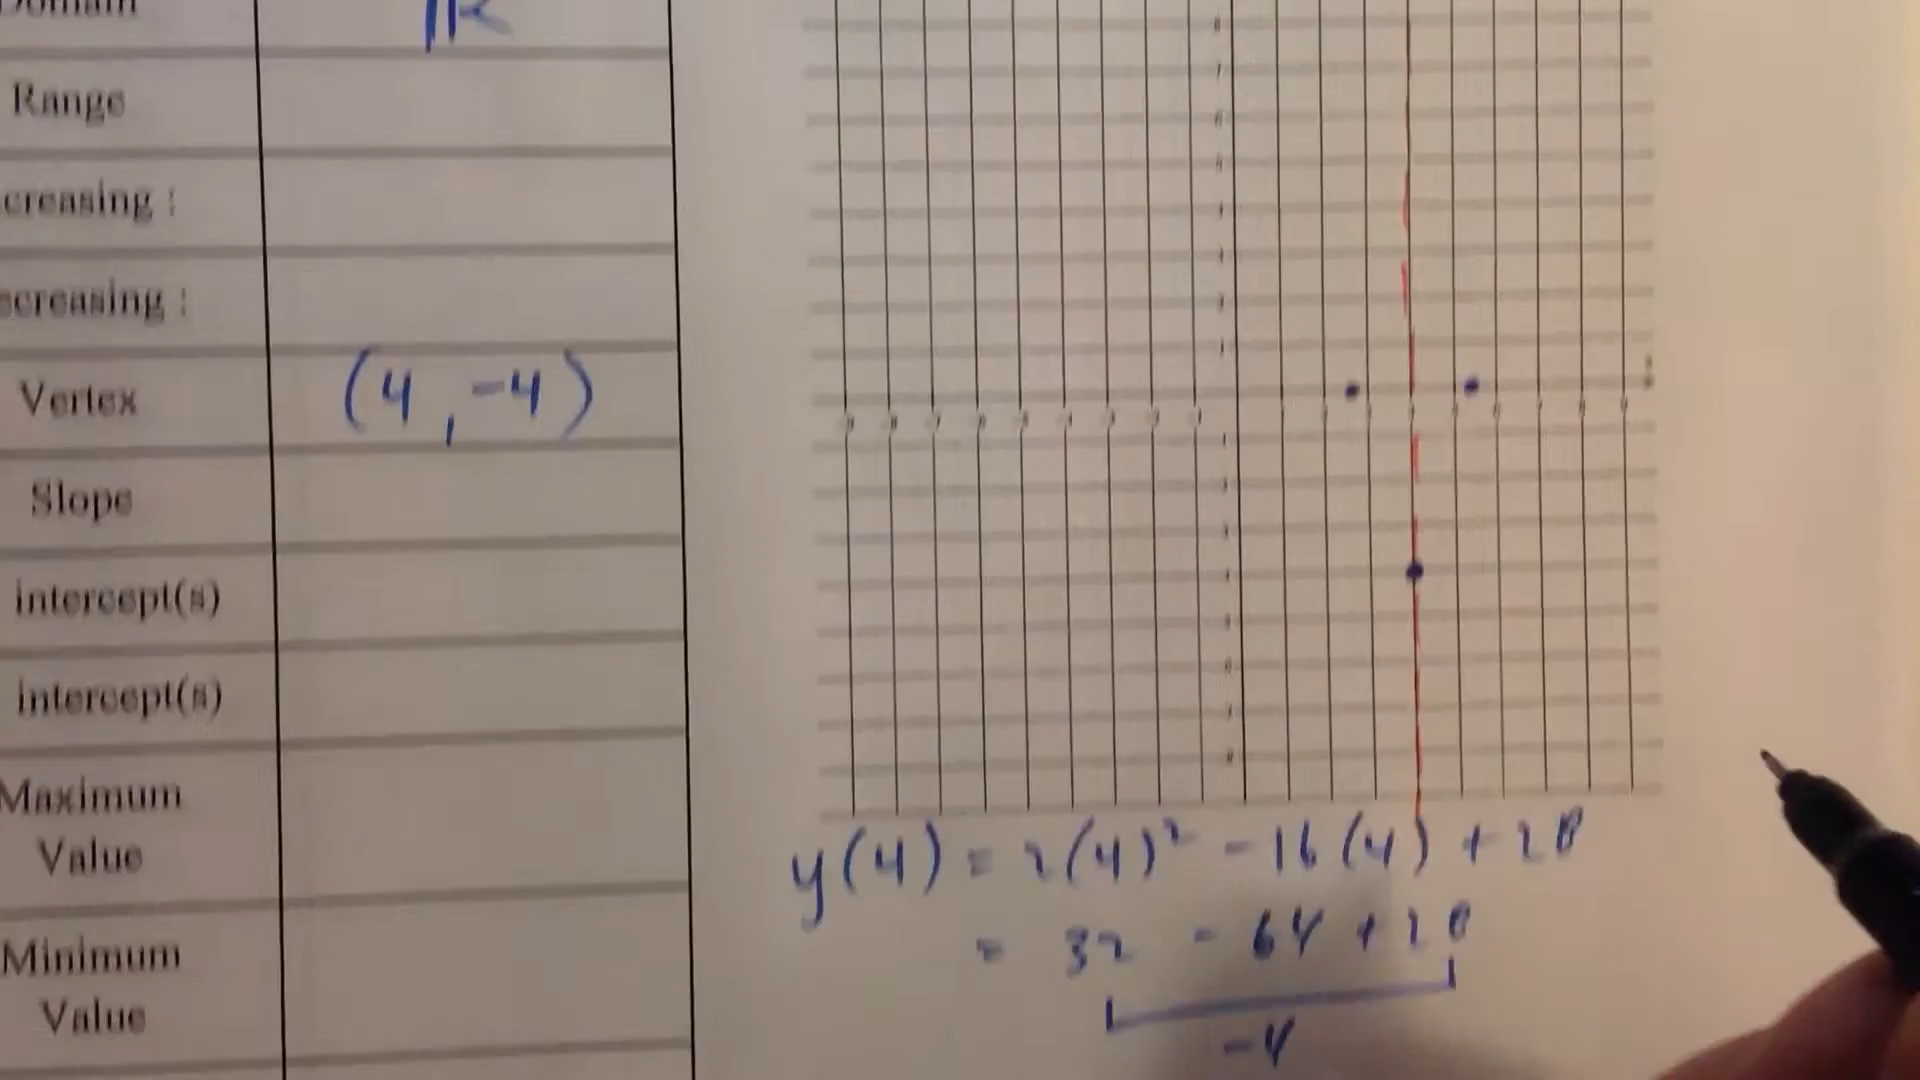 ℝ
Range
creasing :
ecreasing :
Vertex (4, -4)
Slope
intercept(s)
intercept(s)
Maximum
Value
Minimum
Value
y(4) = 2(4)² - 16(4) + 28
= 32 - 64 + 28
-4